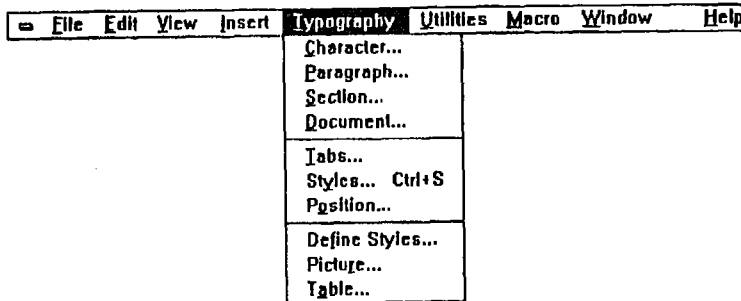 File Edit View Insert Typography Utilities Macro Window Help
Character...
Paragraph...
Section...
Document...
Tabs...
Styles... Ctrl+S
Position...
Define Styles...
Picture...
Table...